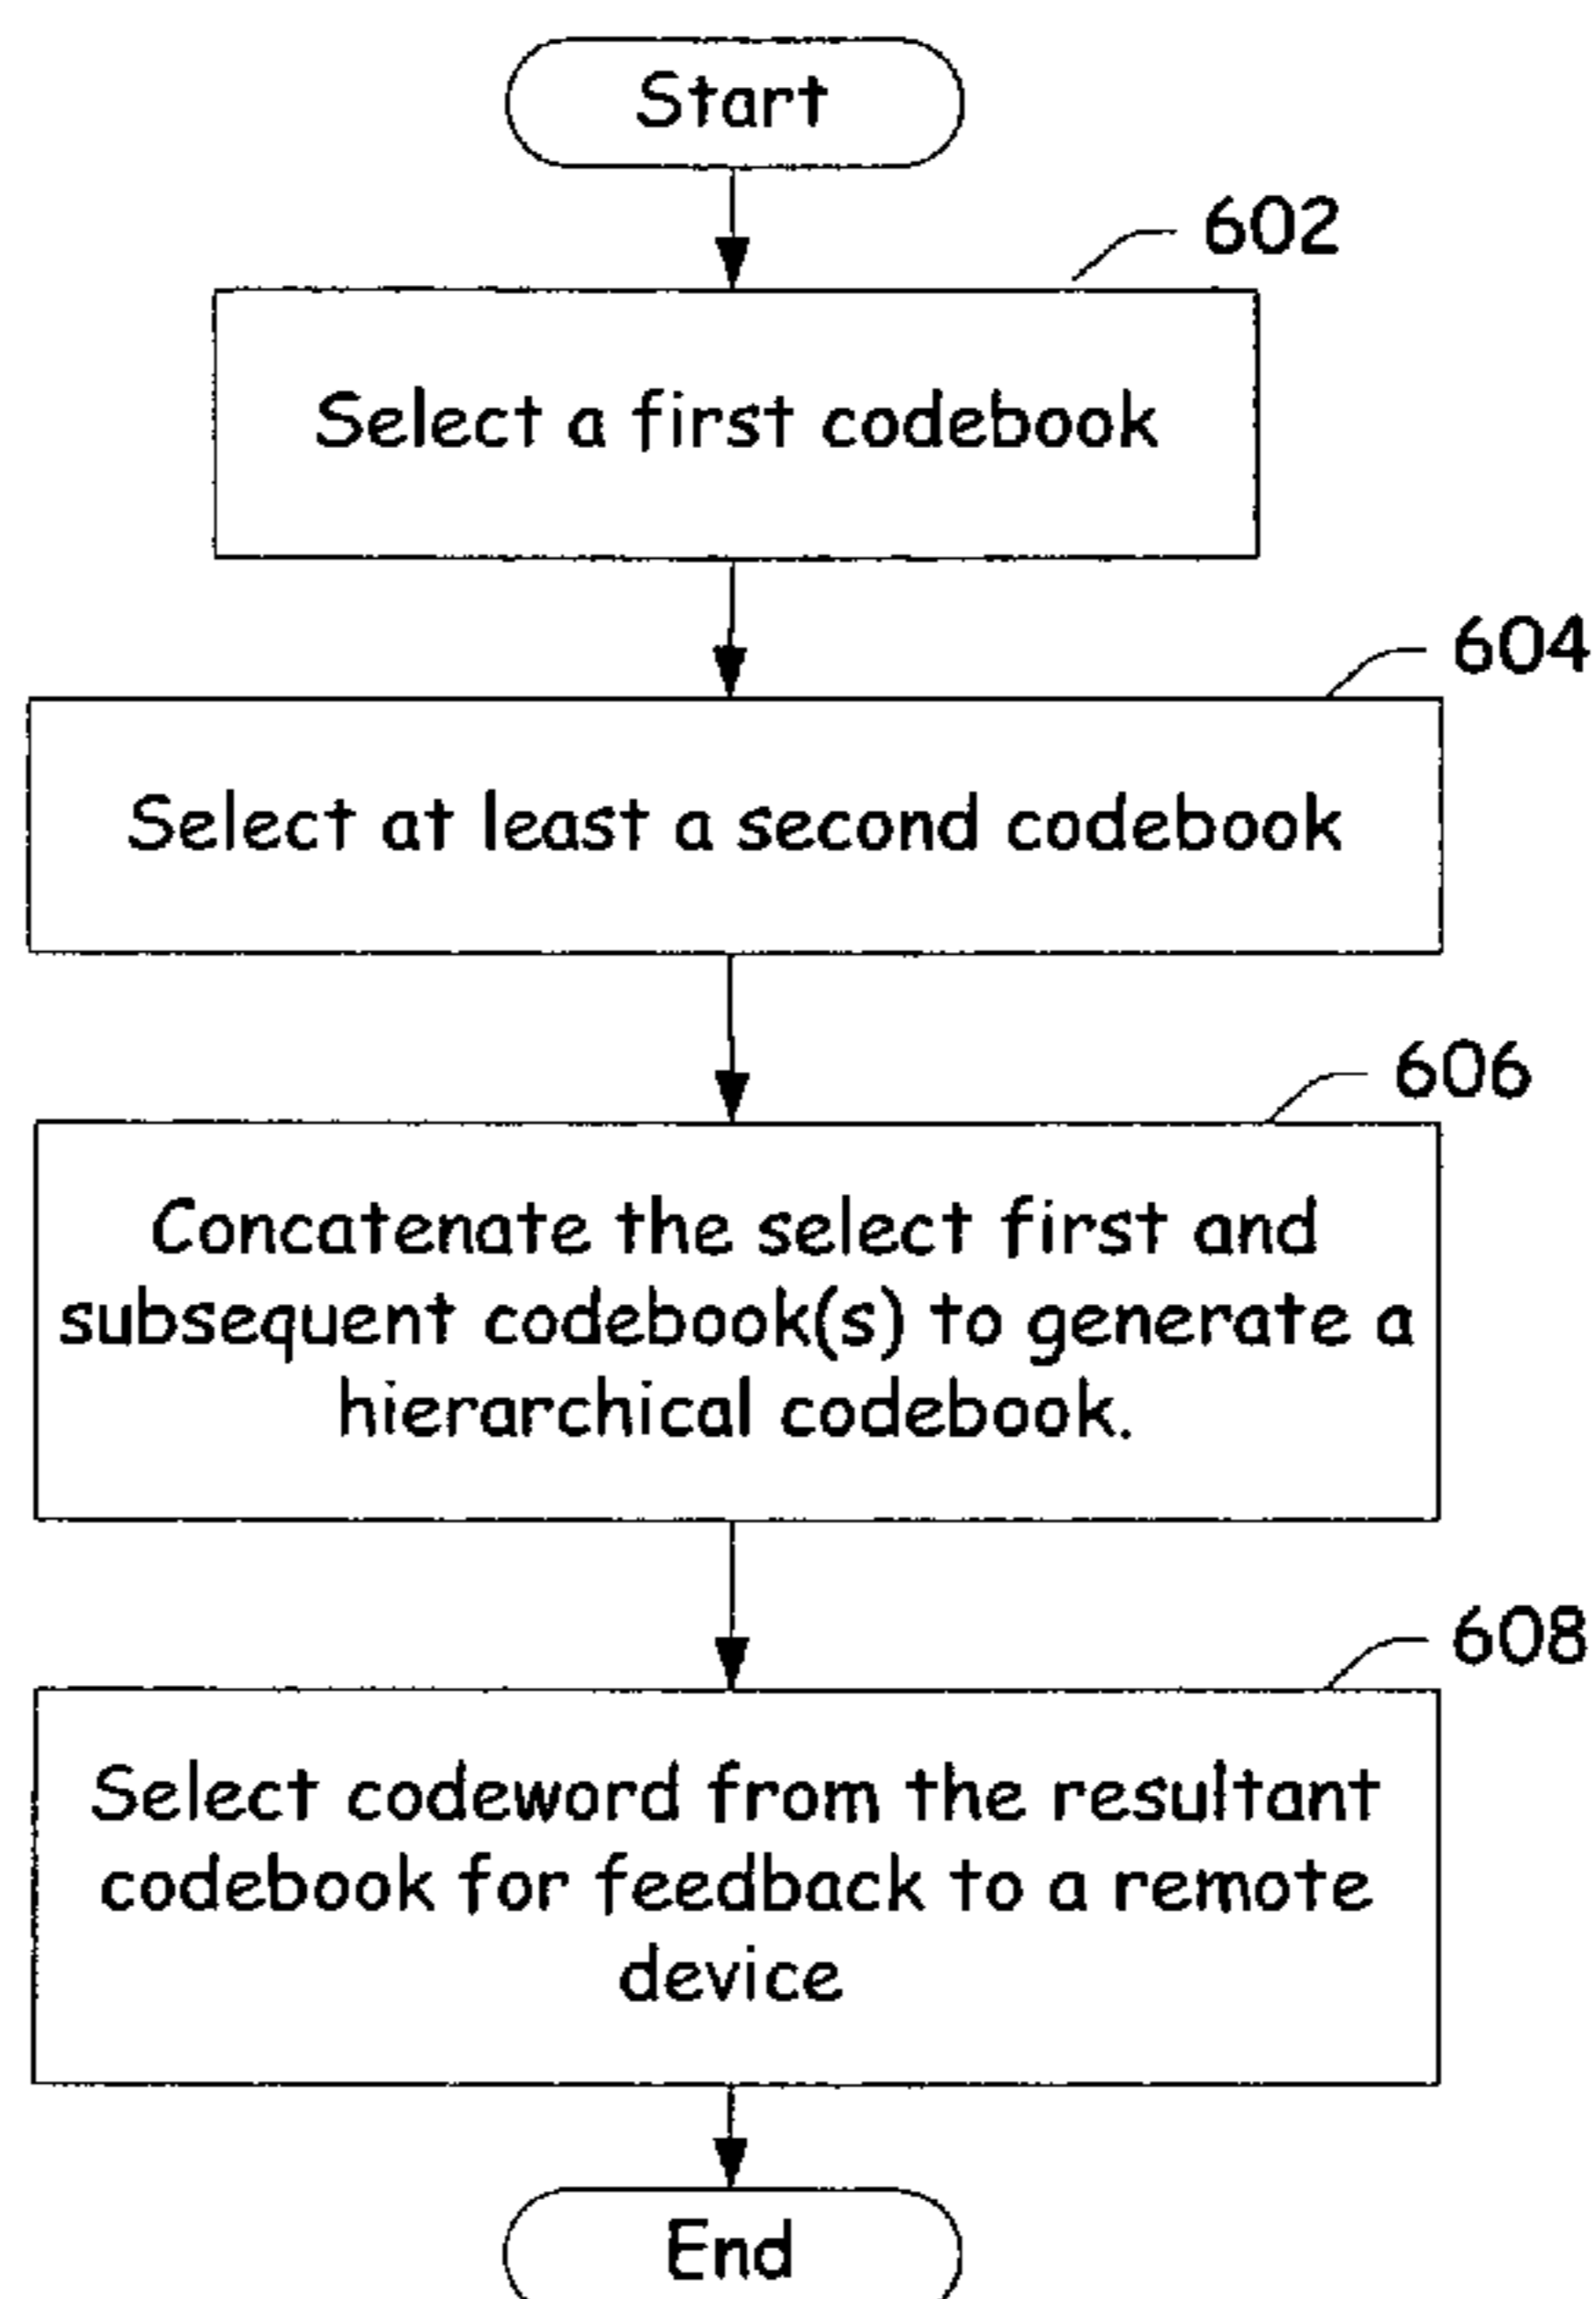 Start
602
Select a first codebook
604
Select at least a second codebook
606
Concatenate the select first and
subsequent codebook(s) to generate a
hierarchical codebook.
608
Select codeword from the resultant
codebook for feedback to a remote
device
End